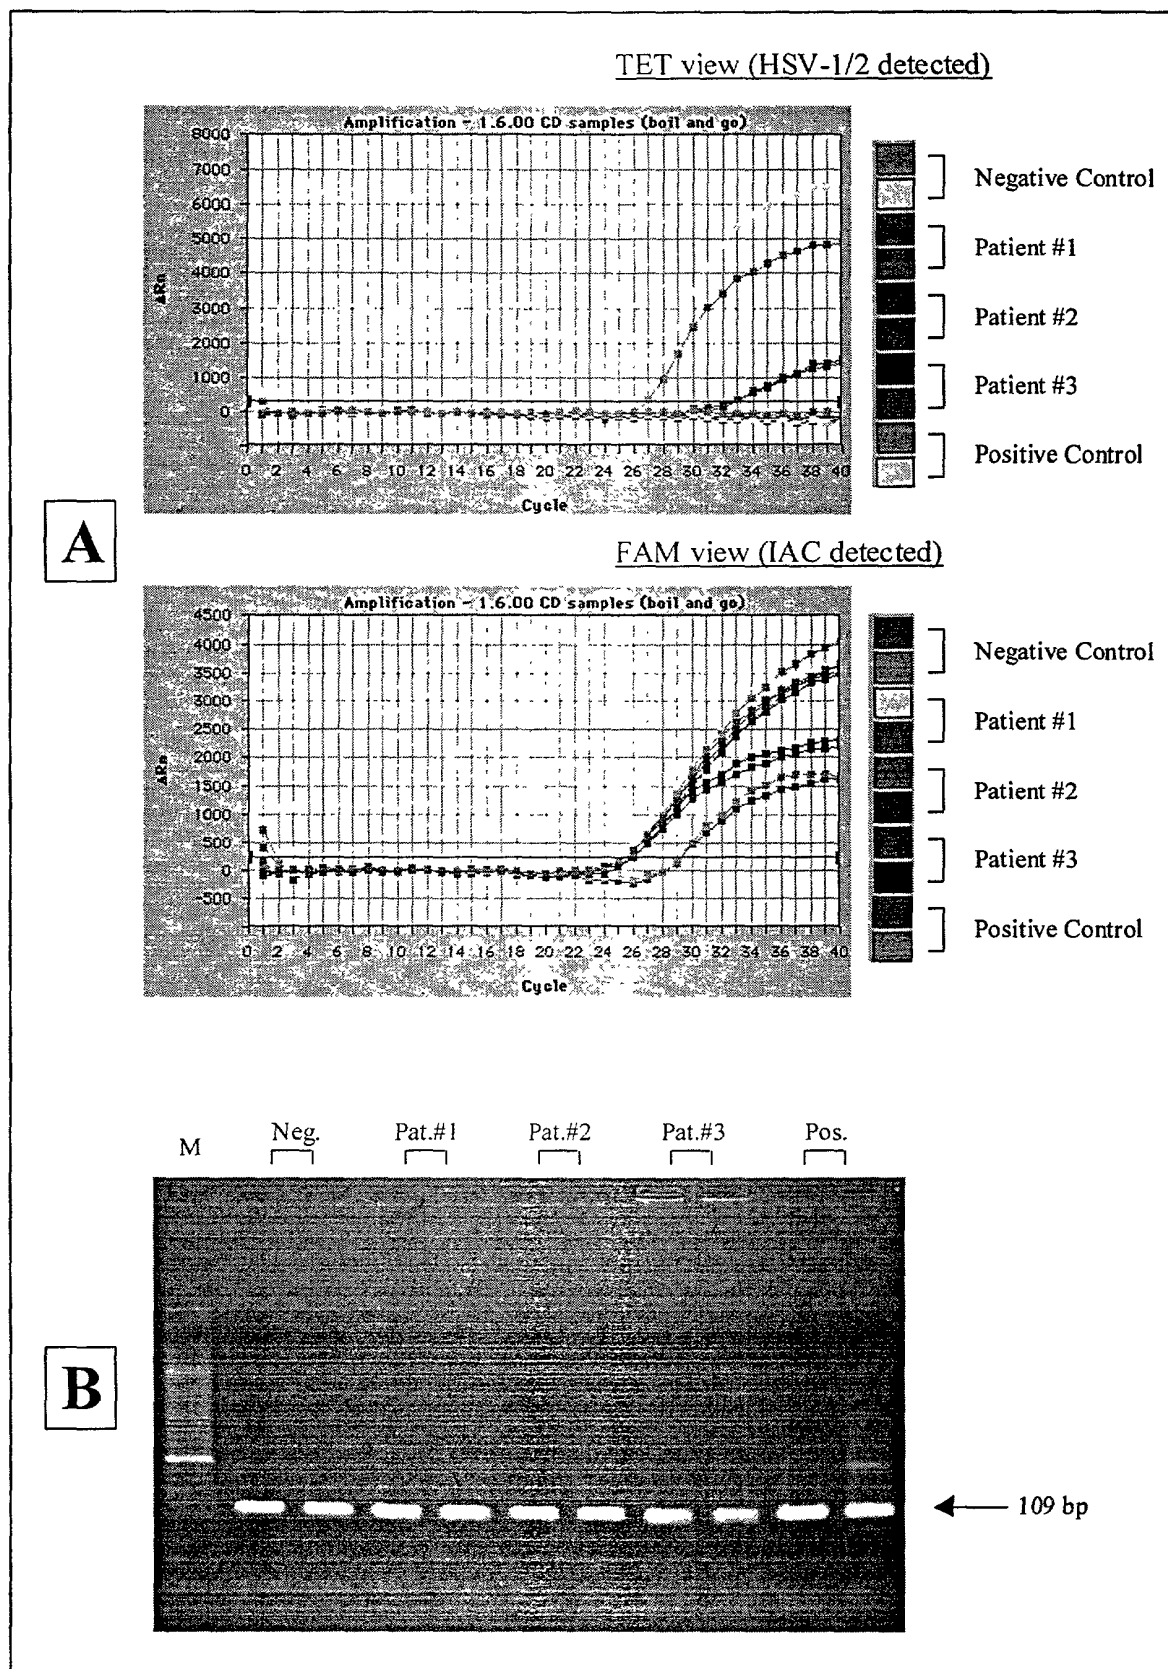 TET view (HSV-1/2 detected)
Amplification - 1.6.00 CD samples (boil and go)
8000
7000
6000
5000
4000
3000
2000
1000
0
ΔRn
0 2 4 6 8 10 12 14 16 18 20 22 24 26 28 30 32 34 36 38 40
Cycle
Negative Control
Patient #1
Patient #2
Patient #3
Positive Control
A
FAM view (IAC detected)
Amplification - 1.6.00 CD samples (boil and go)
4500
4000
3500
3000
2500
2000
1500
1000
500
0
-500
ΔRn
0 2 4 6 8 10 12 14 16 18 20 22 24 26 28 30 32 34 36 38 40
Cycle
Negative Control
Patient #1
Patient #2
Patient #3
Positive Control
M Neg. Pat.#1 Pat.#2 Pat.#3 Pos.
B
109 bp